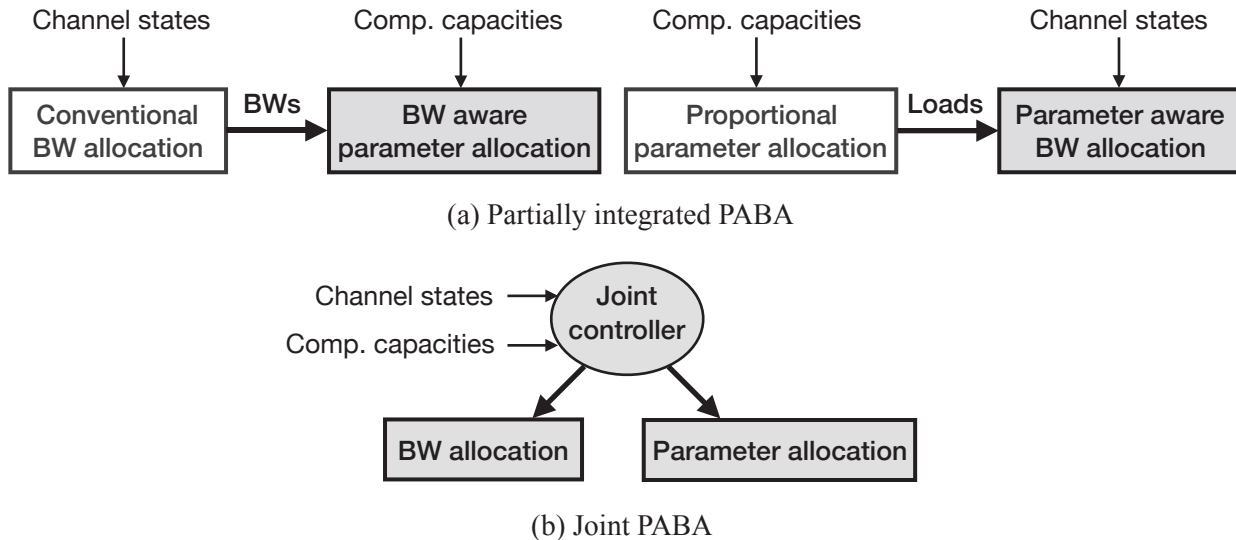 Channel states
Comp. capacities
Comp. capacities
Channel states
Conventional
BW allocation
BWs
BW aware
parameter allocation
Proportional
parameter allocation
Loads
Parameter aware
BW allocation
(a) Partially integrated PABA
Channel states
Comp. capacities
Joint
controller
BW allocation
Parameter allocation
(b) Joint PABA